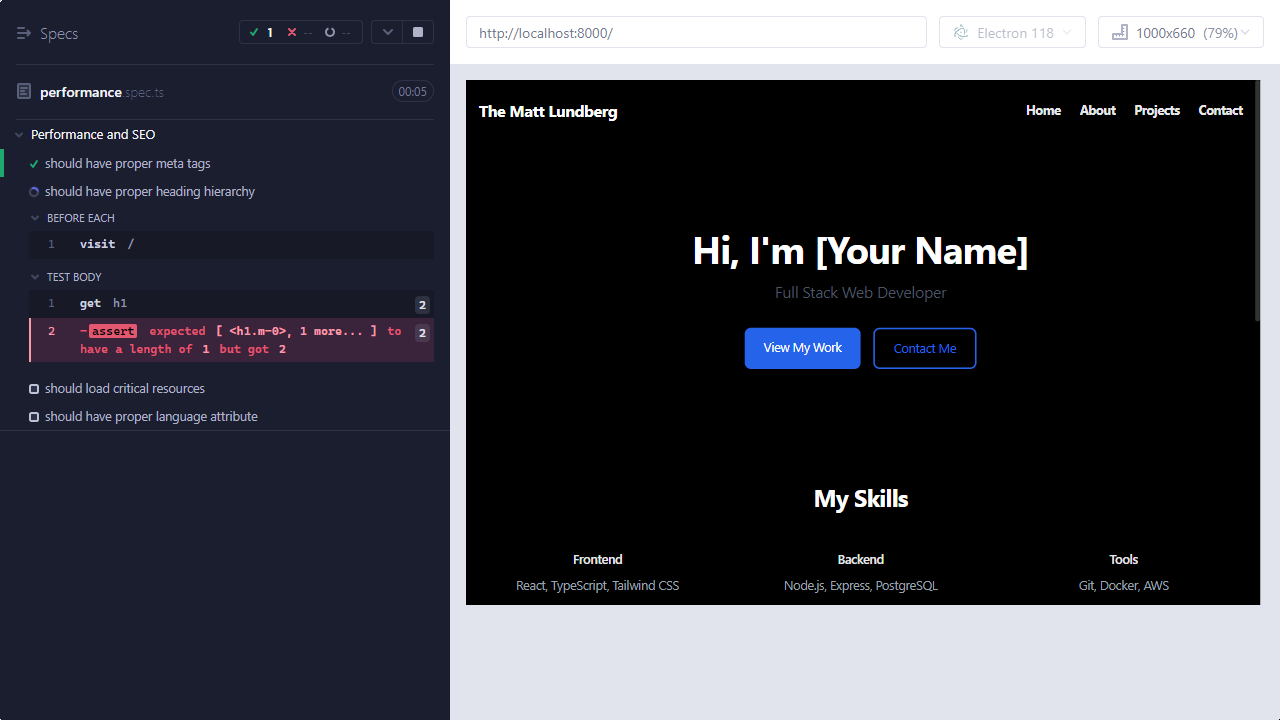 Specs
1 -- --
performance.spec.ts
00:05
Performance and SEO
should have proper meta tags
should have proper heading hierarchy
BEFORE EACH
1 visit /
TEST BODY
1 get h1 2
2 -assert expected [ <h1.m-0>, 1 more... ] to 2
have a length of 1 but got 2
should load critical resources
should have proper language attribute
http://localhost:8000/
Electron 118
1000x660 (79%)
The Matt Lundberg
Home About Projects Contact
Hi, I'm [Your Name]
Full Stack Web Developer
View My Work
Contact Me
My Skills
Frontend
React, TypeScript, Tailwind CSS
Backend
Node.js, Express, PostgreSQL
Tools
Git, Docker, AWS